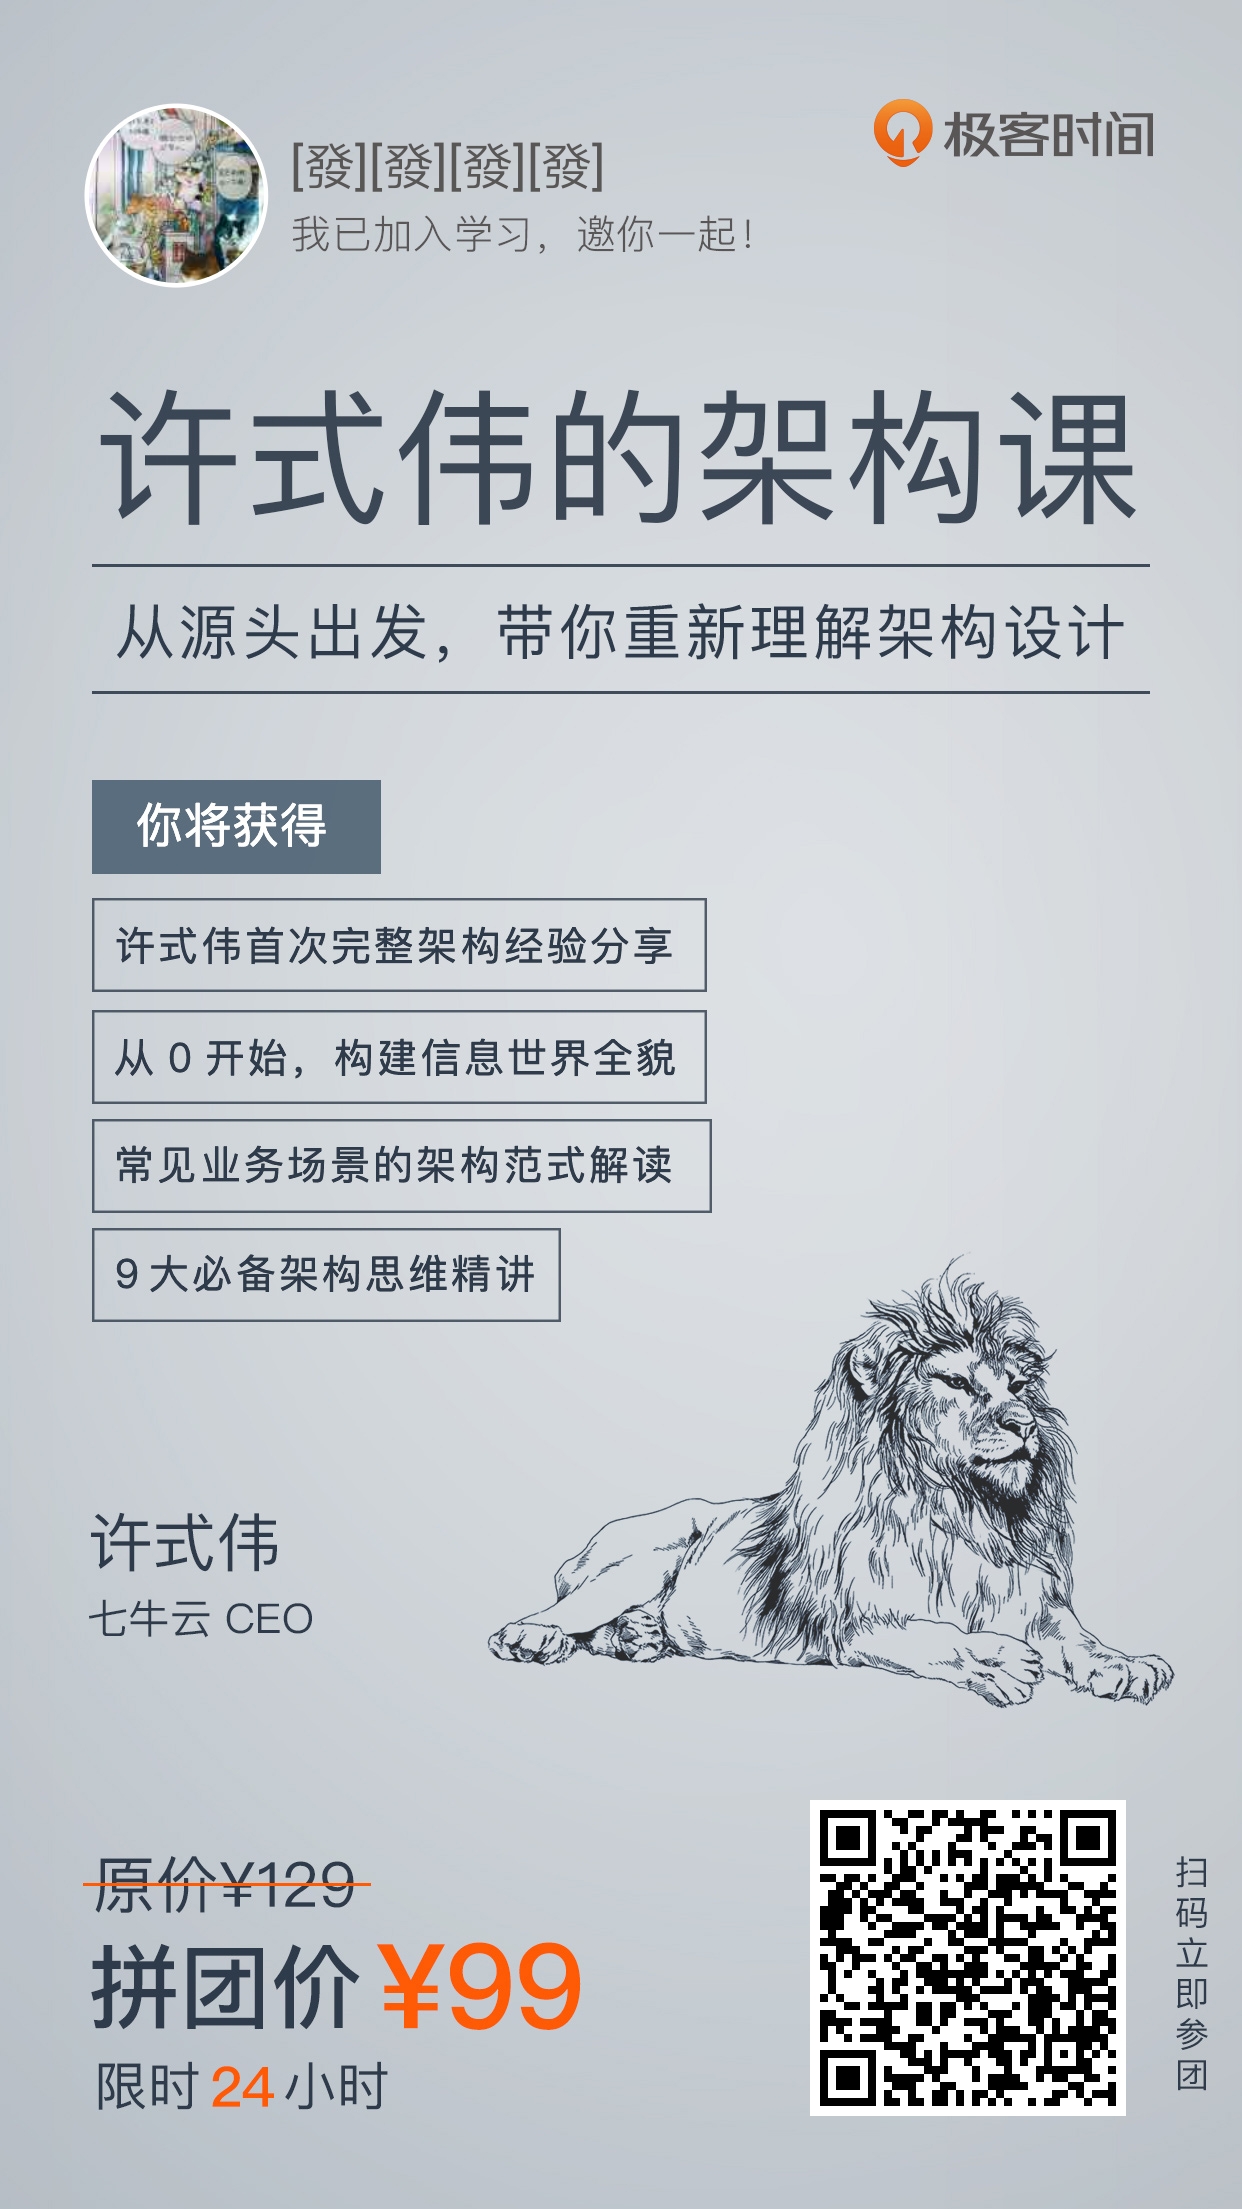 [發][發][發][發]
我已加入学习，邀你一起！
极客时间
许式伟的架构课
从源头出发，带你重新理解架构设计
你将获得
许式伟首次完整架构经验分享
从 0 开始，构建信息世界全貌
常见业务场景的架构范式解读
9 大必备架构思维精讲
许式伟
七牛云 CEO
原价¥129
拼团价 ¥99
限时 24 小时
扫码立即参团